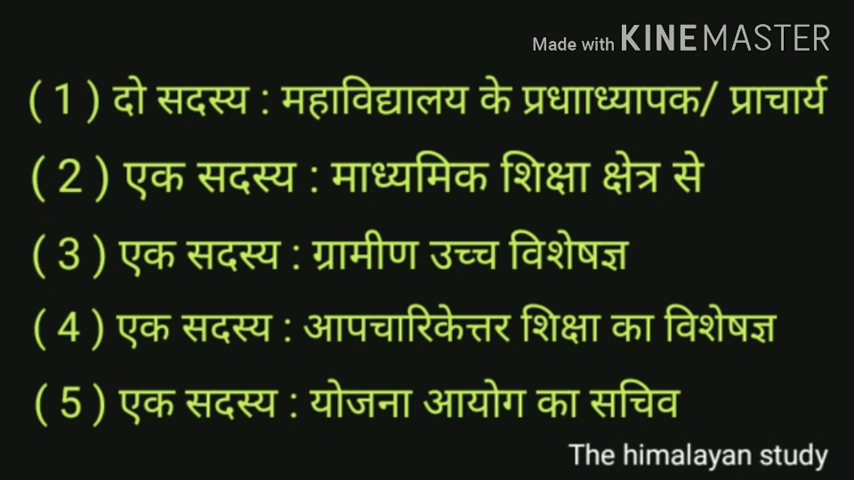 Made with KINEMASTER
( 1 ) दो सदस्य : महाविद्यालय के प्रधााध्यापक/ प्राचार्य
( 2 ) एक सदस्य : माध्यमिक शिक्षा क्षेत्र से
( 3 ) एक सदस्य : ग्रामीण उच्च विशेषज्ञ
( 4 ) एक सदस्य : आपचारिकेत्तर शिक्षा का विशेषज्ञ
( 5 ) एक सदस्य : योजना आयोग का सचिव
The himalayan study